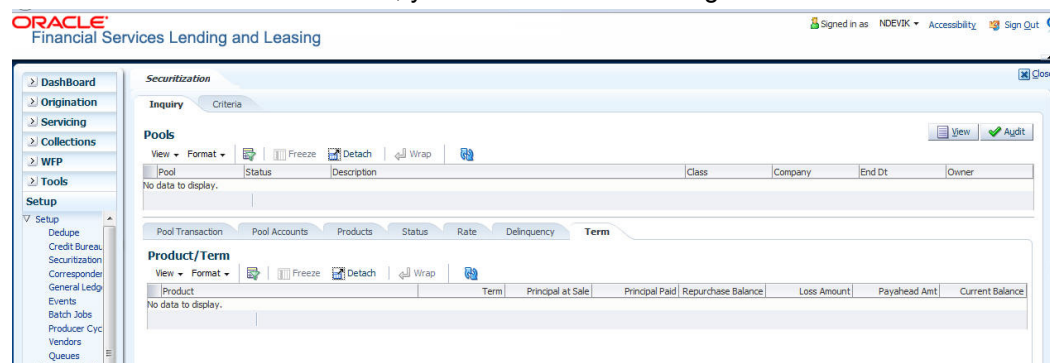 ORACLE
Financial Services Lending and Leasing
Signed in as NDEVIK Accessibility Sign Out
DashBoard
Origination
Servicing
Collections
WFP
Tools
Setup
Setup
Dedupe
Credit Bureau
Securitization
Corresponden
General Ledg
Events
Batch Jobs
Producer Cyc
Vendors
Queues
Securitization
Close
Inquiry Criteria
Pools
View Audit
View Format Freeze Detach Wrap
Pool Status Description Class Company End Dt Owner
No data to display.
Pool Transaction Pool Accounts Products Status Rate Delinquency Term
Product/Term
View Format Freeze Detach Wrap
Product Term Principal at Sale Principal Paid Repurchase Balance Loss Amount Payahead Amt Current Balance
No data to display.